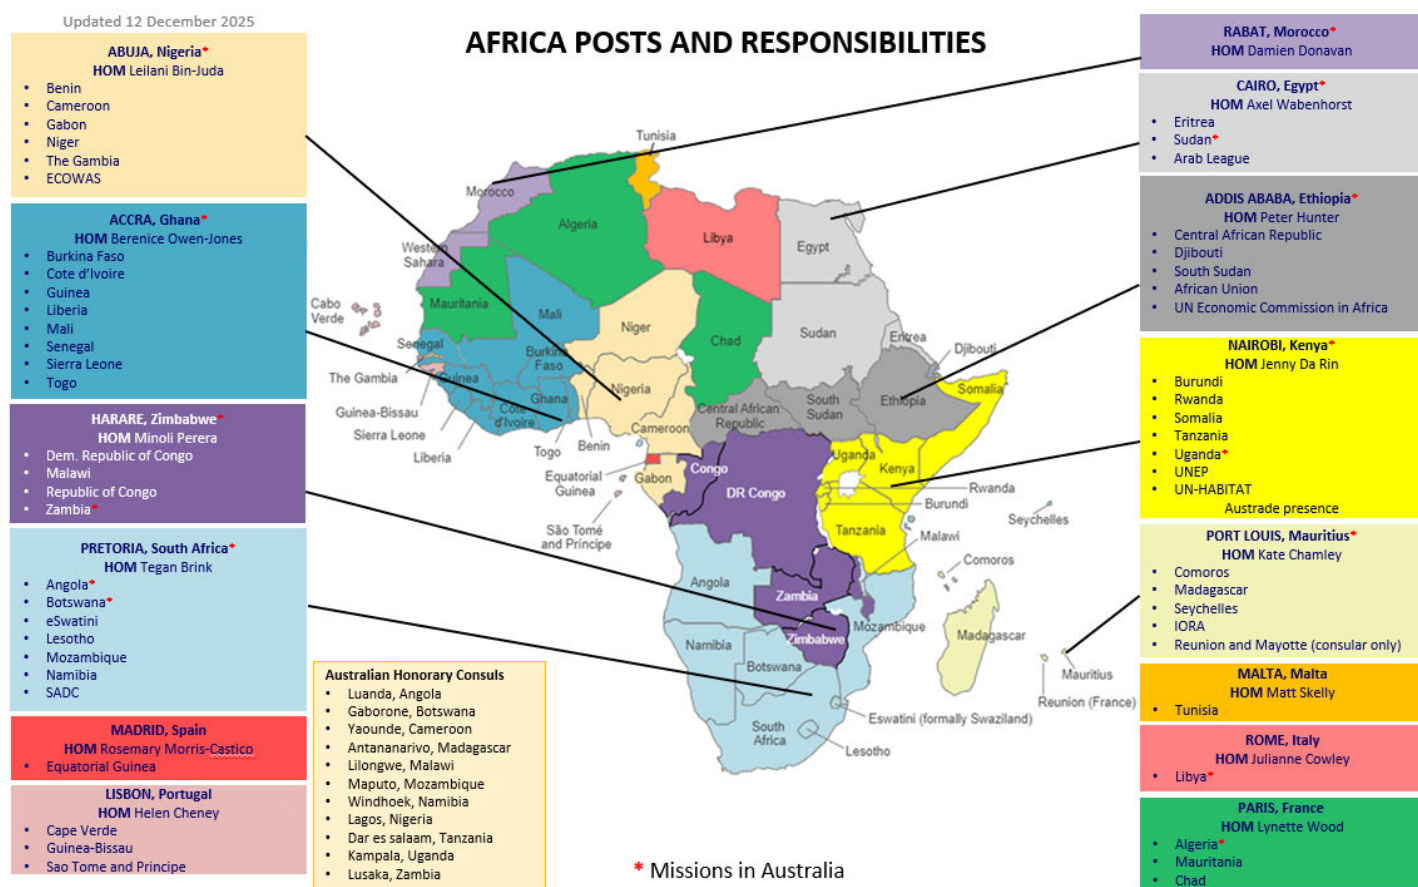 Updated 12 December 2025
AFRICA POSTS AND RESPONSIBILITIES
ABUJA, Nigeria*
HOM Leilani Bin-Juda
• Benin
• Cameroon
• Gabon
• Niger
• The Gambia
• ECOWAS
ACCRA, Ghana*
HOM Berenice Owen-Jones
• Burkina Faso
• Cote d'Ivoire
• Guinea
• Liberia
• Mali
• Senegal
• Sierra Leone
• Togo
HARARE, Zimbabwe*
HOM Minoli Perera
• Dem. Republic of Congo
• Malawi
• Republic of Congo
• Zambia*
PRETORIA, South Africa*
HOM Tegan Brink
• Angola*
• Botswana*
• eSwatini
• Lesotho
• Mozambique
• Namibia
• SADC
MADRID, Spain
HOM Rosemary Morris-Castico
• Equatorial Guinea
LISBON, Portugal
HOM Helen Cheney
• Cape Verde
• Guinea-Bissau
• Sao Tome and Principe
Australian Honorary Consuls
• Luanda, Angola
• Gaborone, Botswana
• Yaounde, Cameroon
• Antananarivo, Madagascar
• Lilongwe, Malawi
• Maputo, Mozambique
• Windhoek, Namibia
• Lagos, Nigeria
• Dar es salaam, Tanzania
• Kampala, Uganda
• Lusaka, Zambia
Tunisia
Morocco
Algeria
Libya
Egypt
Western
Sahara
Cabo
Verde
Mauritania
Mali
Niger
Chad
Sudan
Eritrea
Djibouti
Senegal
The Gambia
Guinea-Bissau
Guinea
Sierra Leone
Liberia
Burkina
Faso
Cote
d'Ivoire
Ghana
Togo
Benin
Nigeria
Cameroon
Central African
Republic
South
Sudan
Ethiopia
Somalia
Equatorial
Guinea
Gabon
Congo
DR Congo
Uganda
Kenya
Rwanda
Burundi
Tanzania
Seychelles
São Tomé
and Príncipe
Malawi
Comoros
Angola
Zambia
Zimbabwe
Mozambique
Madagascar
Mauritius
Reunion (France)
Namibia
Botswana
Eswatini (formally Swaziland)
South
Africa
Lesotho
* Missions in Australia
RABAT, Morocco*
HOM Damien Donavan
CAIRO, Egypt*
HOM Axel Wabenhorst
• Eritrea
• Sudan*
• Arab League
ADDIS ABABA, Ethiopia*
HOM Peter Hunter
• Central African Republic
• Djibouti
• South Sudan
• African Union
• UN Economic Commission in Africa
NAIROBI, Kenya*
HOM Jenny Da Rin
• Burundi
• Rwanda
• Somalia
• Tanzania
• Uganda*
• UNEP
• UN-HABITAT
Austrade presence
PORT LOUIS, Mauritius*
HOM Kate Chamley
• Comoros
• Madagascar
• Seychelles
• IORA
• Reunion and Mayotte (consular only)
MALTA, Malta
HOM Matt Skelly
• Tunisia
ROME, Italy
HOM Julianne Cowley
• Libya*
PARIS, France
HOM Lynette Wood
• Algeria*
• Mauritania
• Chad